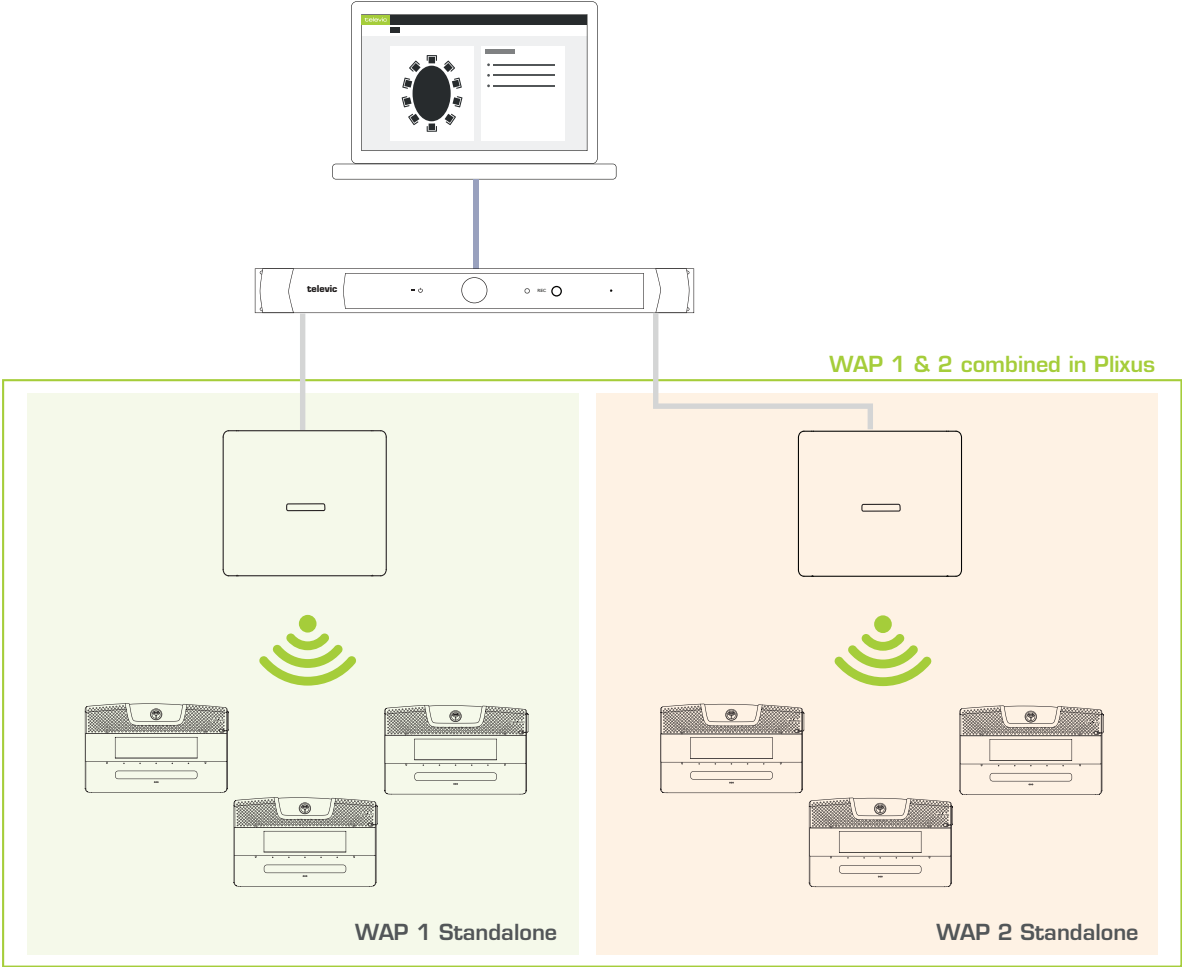 televic
televic
REC
WAP 1 & 2 combined in Plixus
WAP 1 Standalone
WAP 2 Standalone